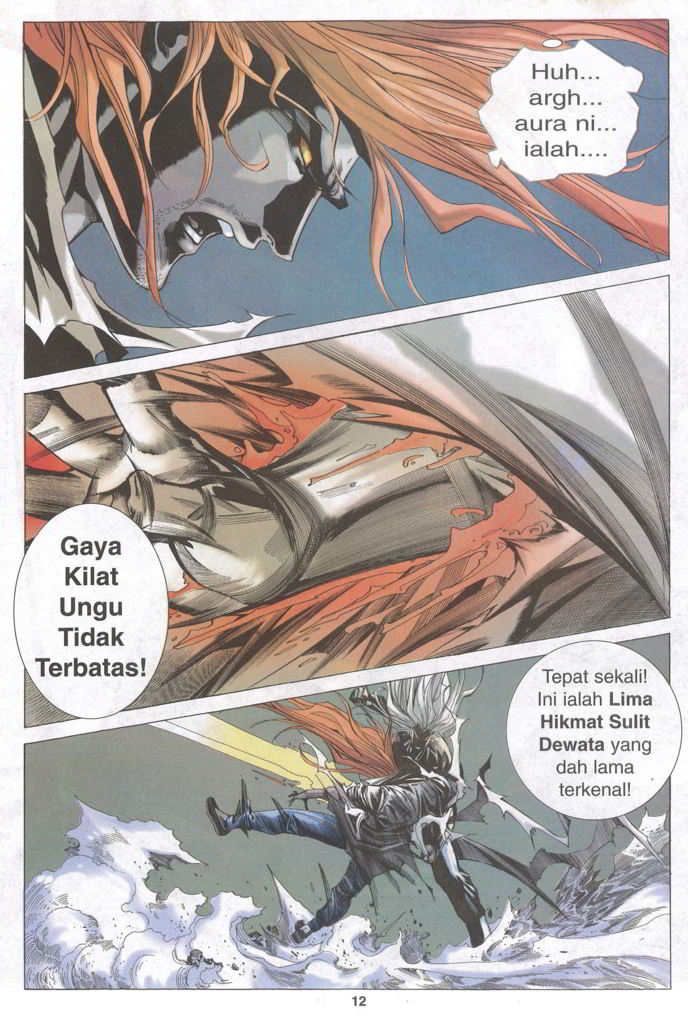 Huh...
argh...
aura ni...
ialah....
Gaya
Kilat
Ungu
Tidak
Terbatas!
Tepat sekali!
Ini ialah Lima
Hikmat Sulit
Dewata yang
dah lama
terkenal!
12